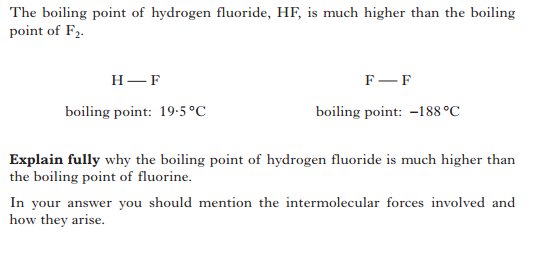 The boiling point of hydrogen fluoride, HF, is much higher than the boiling
point of F₂.
H—F F—F
boiling point: 19·5 °C boiling point: −188 °C
Explain fully why the boiling point of hydrogen fluoride is much higher than
the boiling point of fluorine.
In your answer you should mention the intermolecular forces involved and
how they arise.